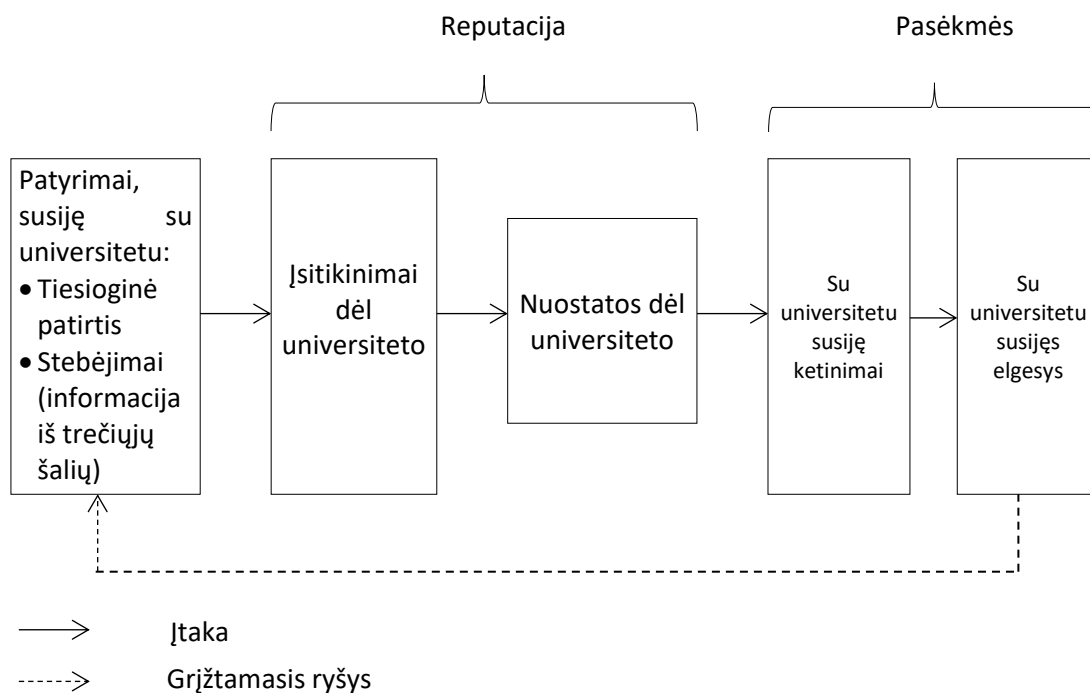 Reputacija
Pasėkmės
Patyrimai,
susiję su
universitetu:
• Tiesioginė
patirtis
• Stebėjimai
(informacija
iš trečiųjų
šalių)
Įsitikinimai
dėl
universiteto
Nuostatos dėl
universiteto
Su
universitetu
susiję
ketinimai
Su
universitetu
susijęs
elgesys
Įtaka
Grįžtamasis ryšys